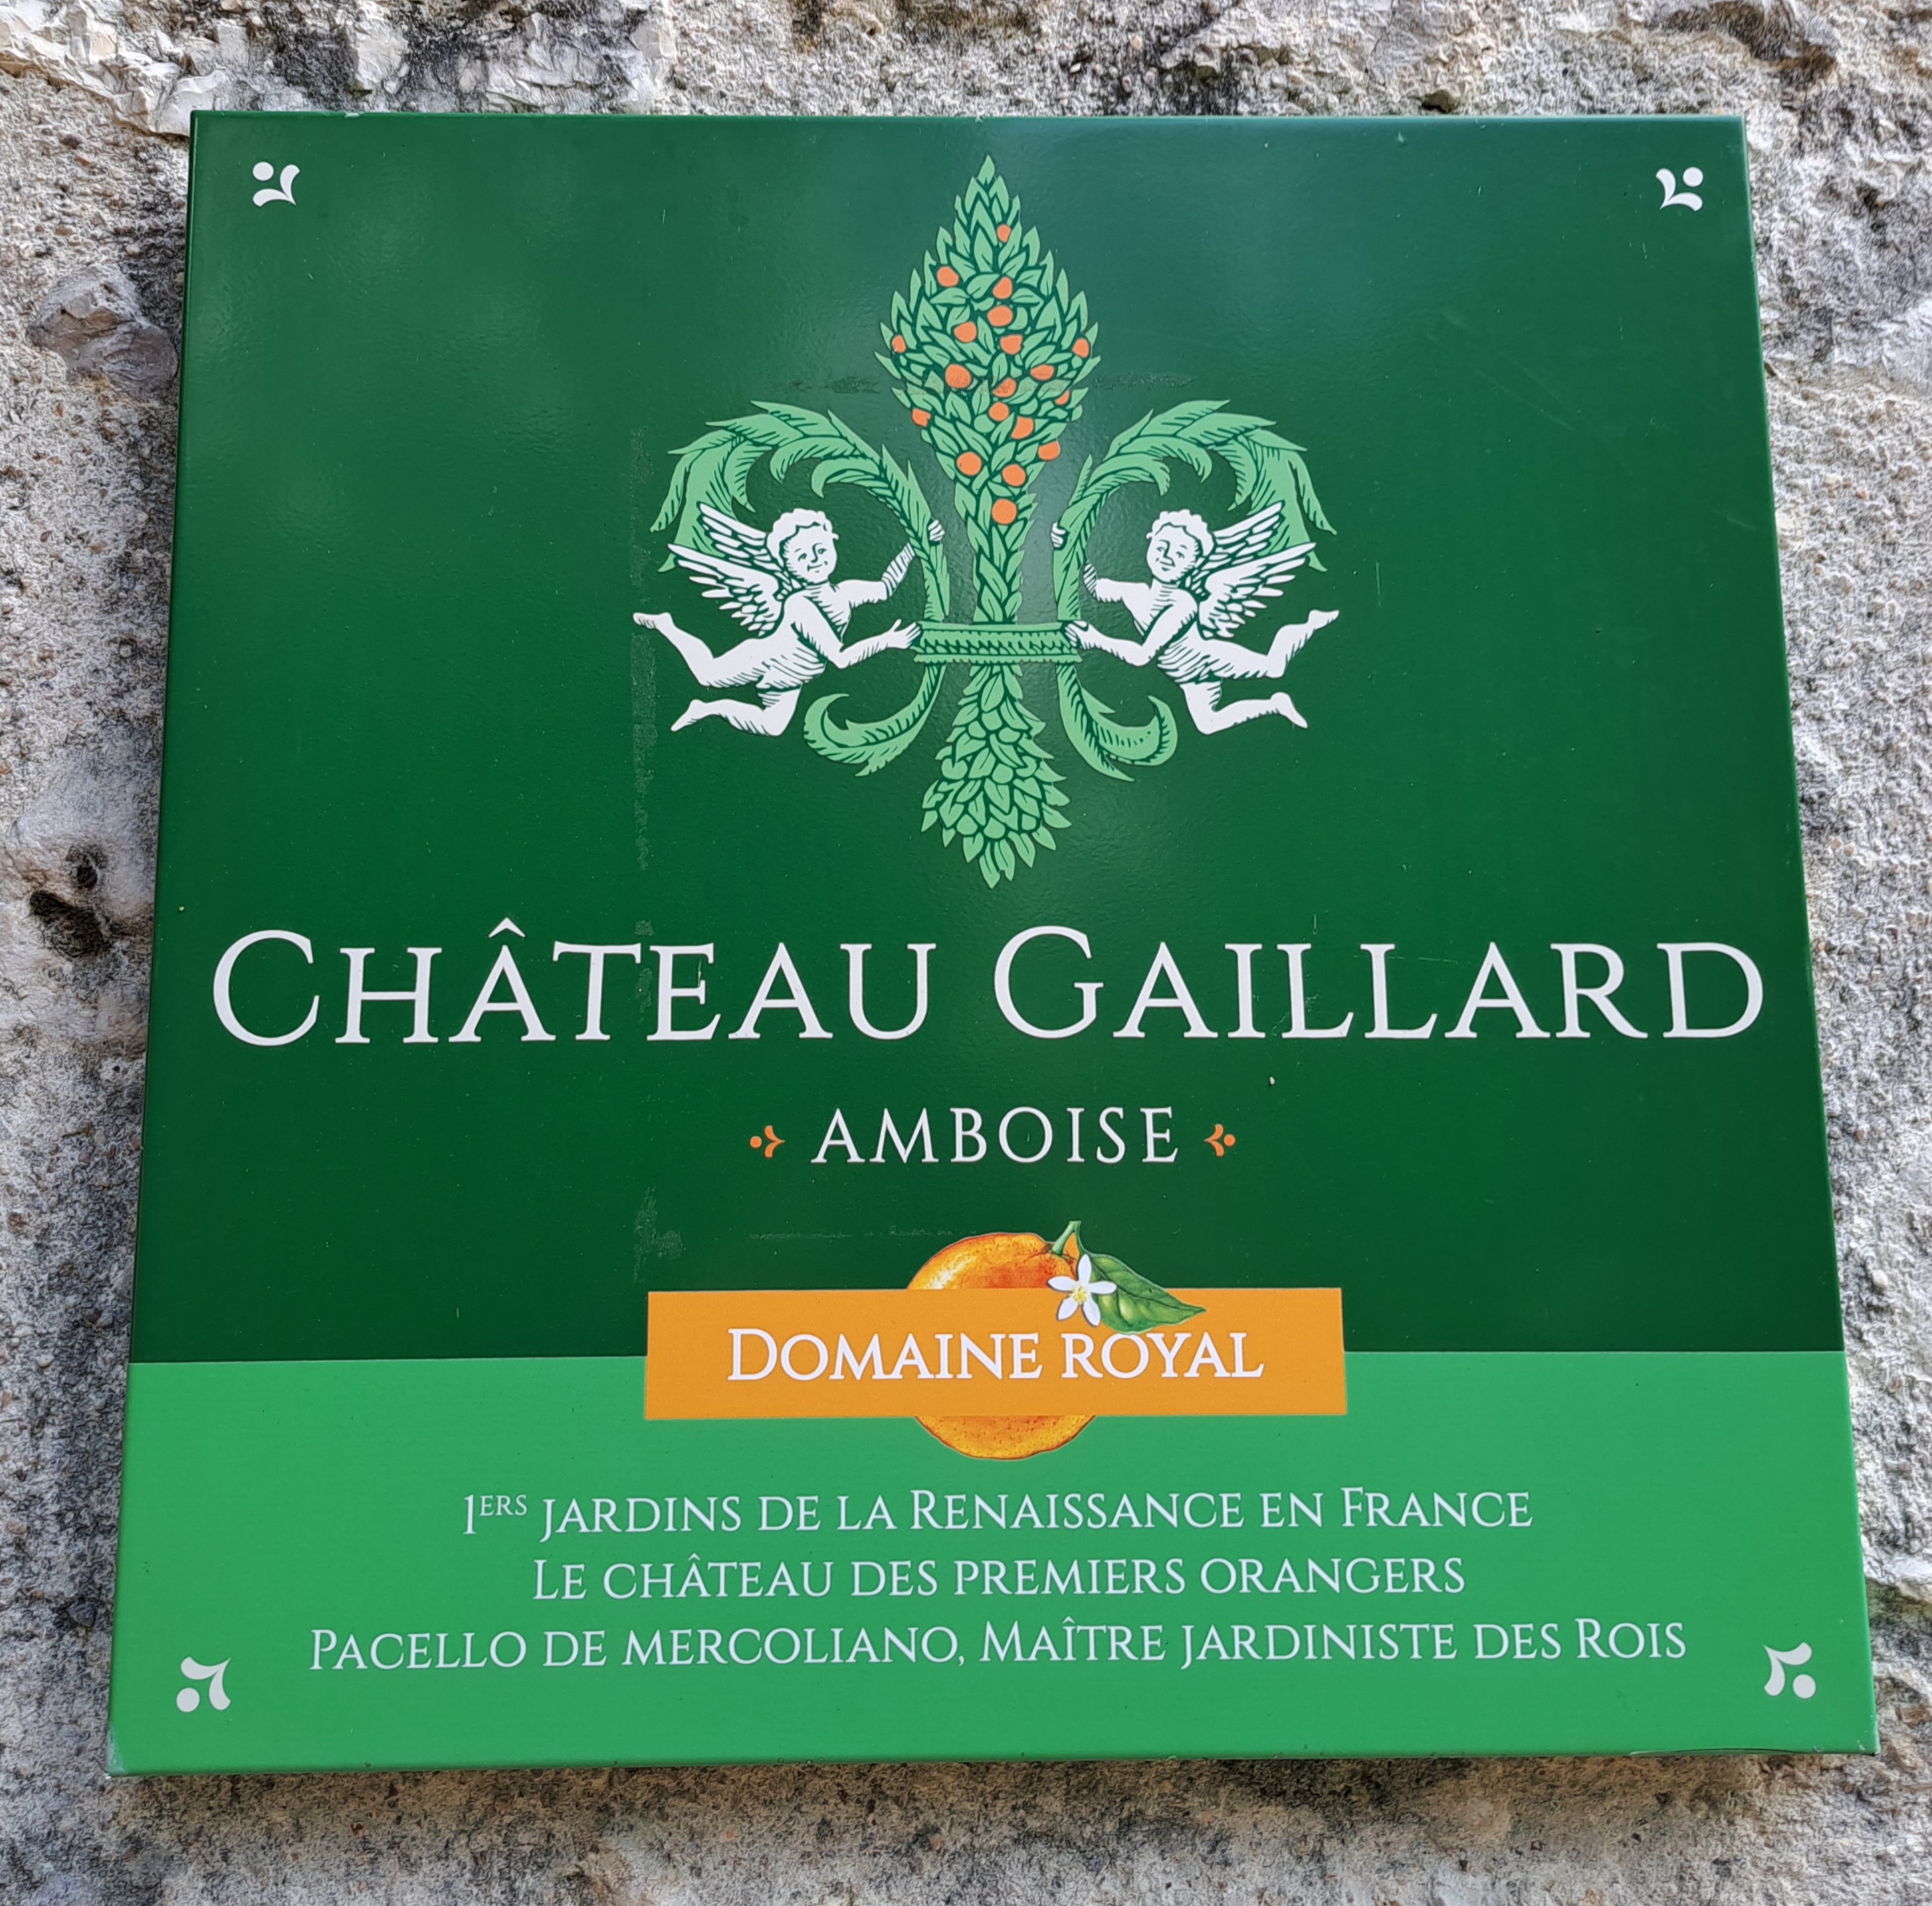 Château Gaillard
AMBOISE
Domaine royal
1ers jardins de la Renaissance en France
Le château des premiers orangers
Pacello de mercoliano, Maître jardiniste des Rois